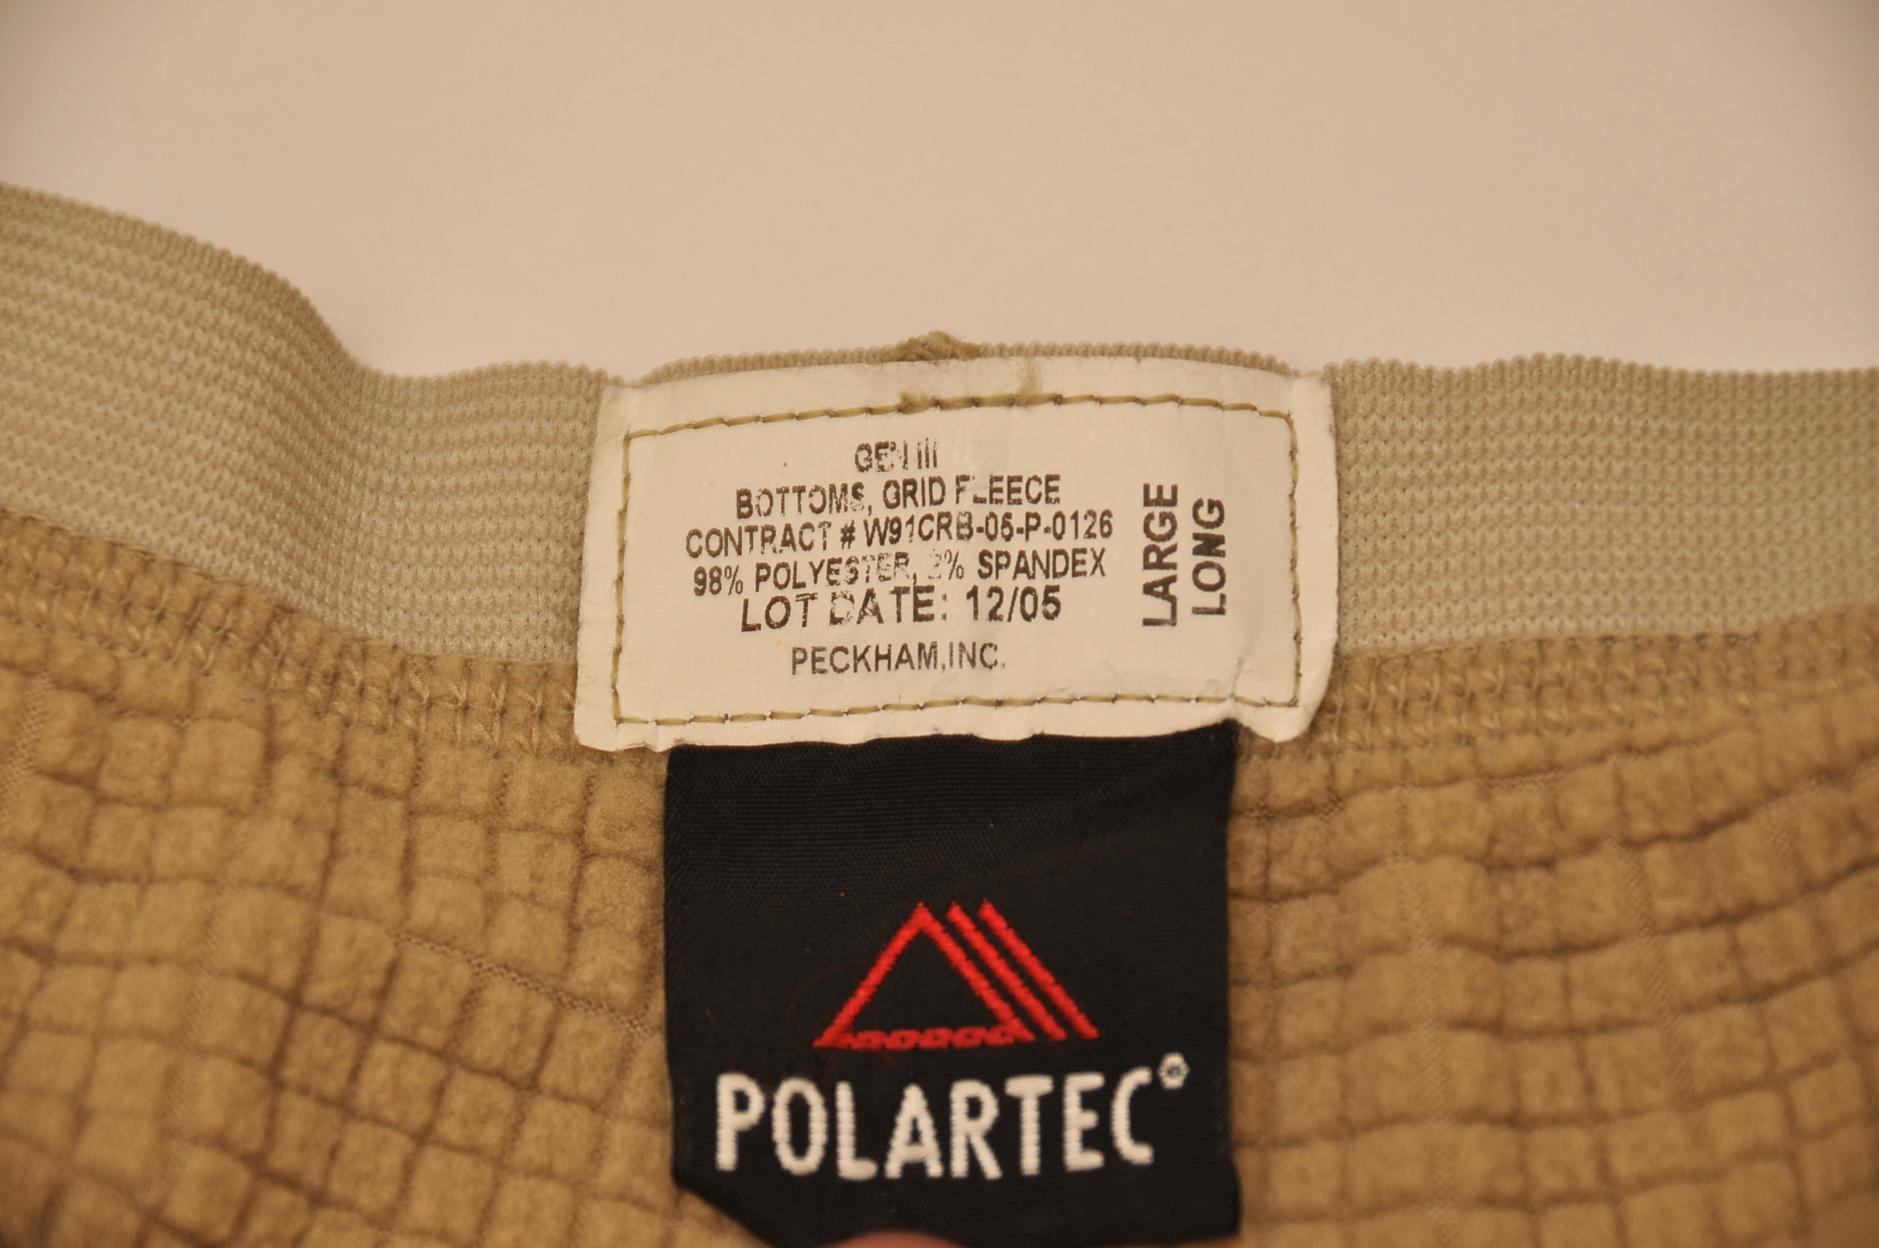 GEN III
BOTTOMS, GRID FLEECE
CONTRACT # W91CRB-05-P-0126
98% POLYESTER, 2% SPANDEX
LOT DATE: 12/05
PECKHAM,INC.
LARGE
LONG
POLARTEC®